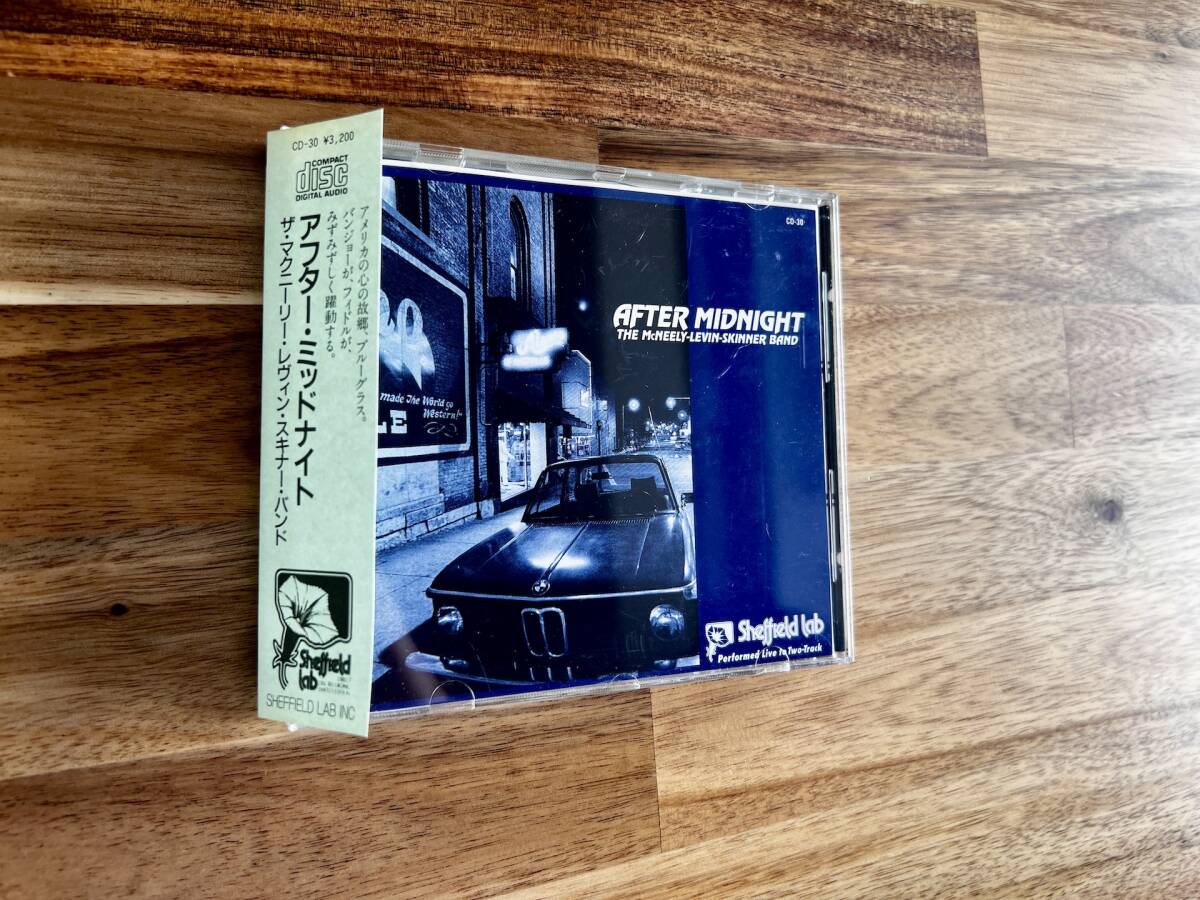 CD-30 ¥3,200
COMPACT
disc
DIGITAL AUDIO
アメリカの心の故郷、ブルーグラス。
バンジョーが、フィドルが、
みずみずしく躍動する。
アフター・ミッドナイト
ザ・マクニーリー・レヴィン・スキナー・バンド
Sheffield
lab
SHEFFIELD LAB INC
CD-30
AFTER MIDNIGHT
THE McNEELY-LEVIN-SKINNER BAND
made The World go
Western!
LE
Sheffield lab
Performed Live to Two-Track